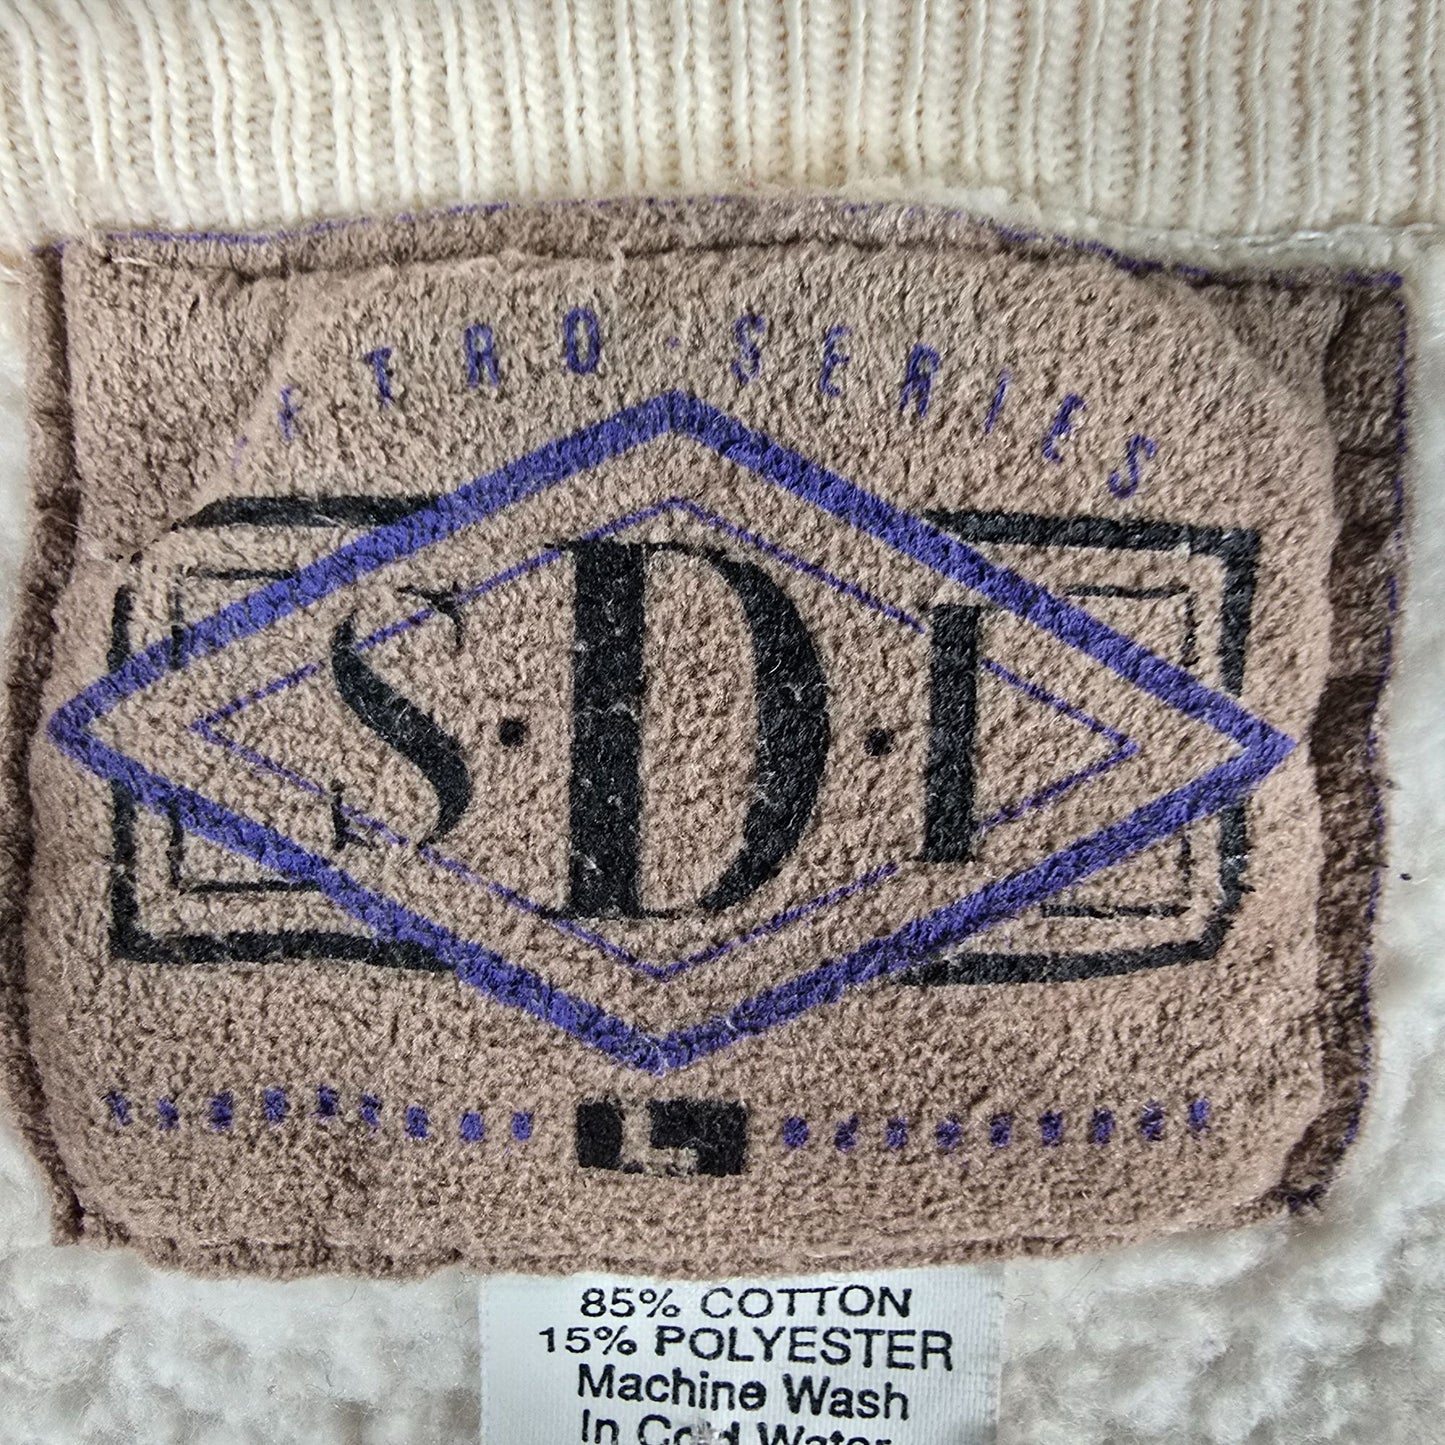 ETRO · SERIES
S·D·I
L
85% COTTON
15% POLYESTER
Machine Wash
In Cold Water